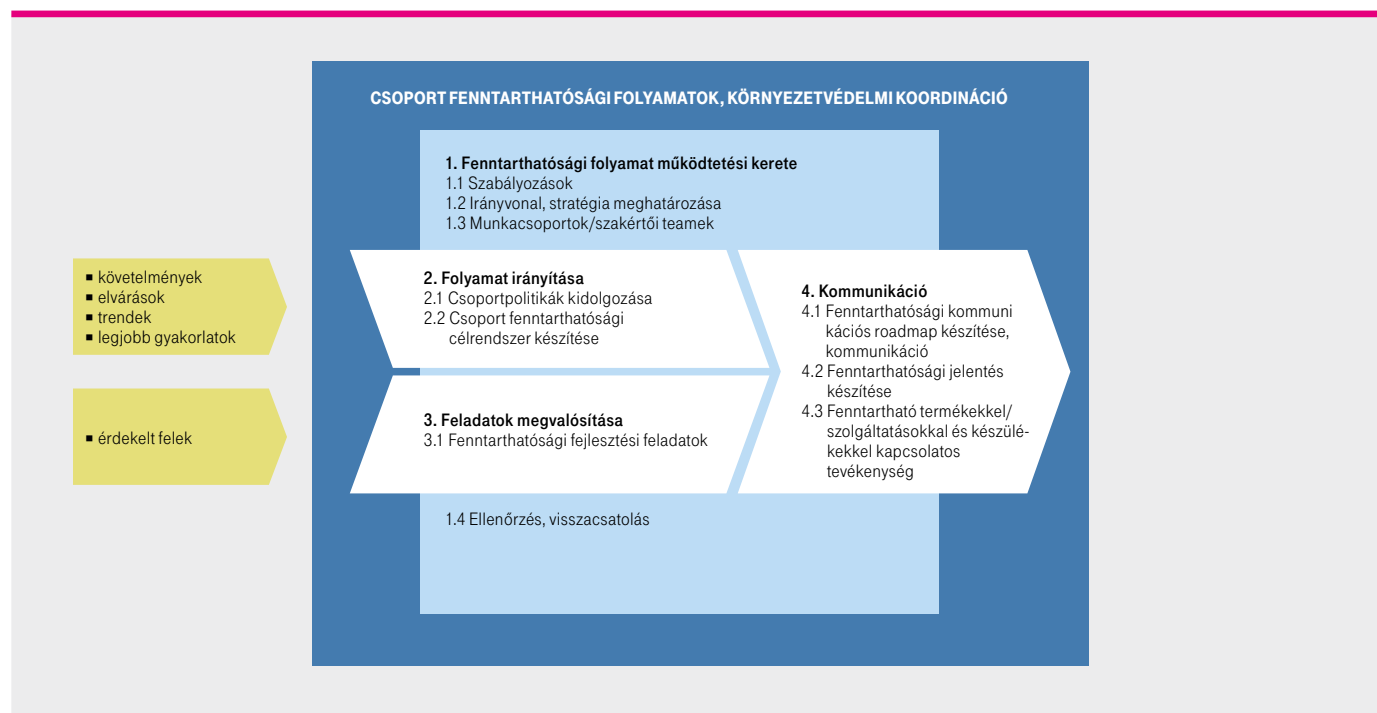 CSOPORT FENNTARTHATÓSÁGI FOLYAMATOK, KÖRNYEZETVÉDELMI KOORDINÁCIÓ
1. Fenntarthatósági folyamat működtetési kerete
1.1 Szabályozások
1.2 Irányvonal, stratégia meghatározása
1.3 Munkacsoportok/szakértői teamek
▪ követelmények
▪ elvárások
▪ trendek
▪ legjobb gyakorlatok
▪ érdekelt felek
2. Folyamat irányítása
2.1 Csoportpolitikák kidolgozása
2.2 Csoport fenntarthatósági
célrendszer készítése
3. Feladatok megvalósítása
3.1 Fenntarthatósági fejlesztési feladatok
4. Kommunikáció
4.1 Fenntarthatósági kommuni
kációs roadmap készítése,
kommunikáció
4.2 Fenntarthatósági jelentés
készítése
4.3 Fenntartható termékekkel/
szolgáltatásokkal és készülé-
kekkel kapcsolatos
tevékenység
1.4 Ellenőrzés, visszacsatolás